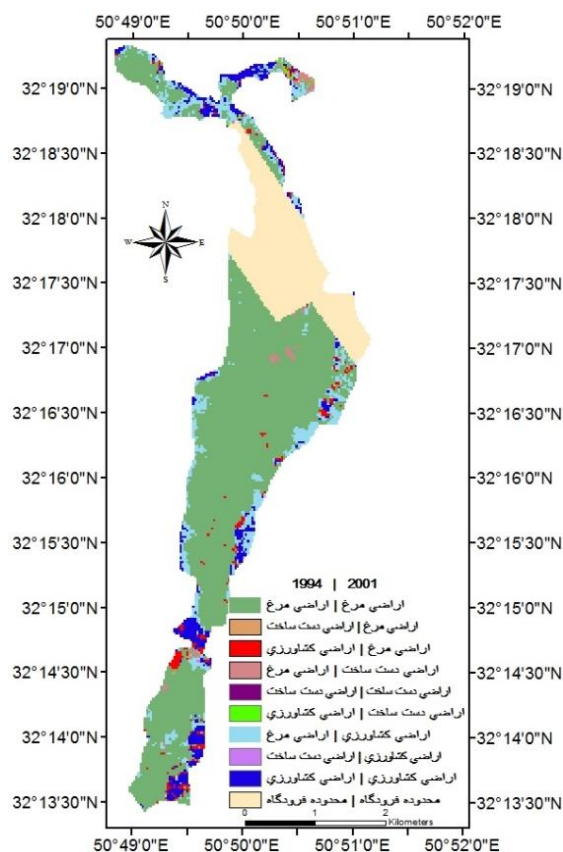 50°49'0"E 50°50'0"E 50°51'0"E 50°52'0"E
32°19'0"N 32°19'0"N
32°18'30"N 32°18'30"N
32°18'0"N 32°18'0"N
32°17'30"N 32°17'30"N
32°17'0"N 32°17'0"N
32°16'30"N 32°16'30"N
32°16'0"N 32°16'0"N
32°15'30"N 32°15'30"N
32°15'0"N 32°15'0"N
32°14'30"N 32°14'30"N
32°14'0"N 32°14'0"N
32°13'30"N 32°13'30"N
N
W E
S
1994 | 2001
اراضي مرغ | اراضي مرغ
اراضي مرغ | اراضي دست ساخت
اراضي مرغ | اراضي كشاورزي
اراضي دست ساخت | اراضي مرغ
اراضي دست ساخت | اراضي دست ساخت
اراضي دست ساخت | اراضي كشاورزي
اراضي كشاورزي | اراضي مرغ
اراضي كشاورزي | اراضي دست ساخت
اراضي كشاورزي | اراضي كشاورزي
محدوده فرودگاه | محدوده فرودگاه
0 1 2
Kilometers
50°49'0"E 50°50'0"E 50°51'0"E 50°52'0"E